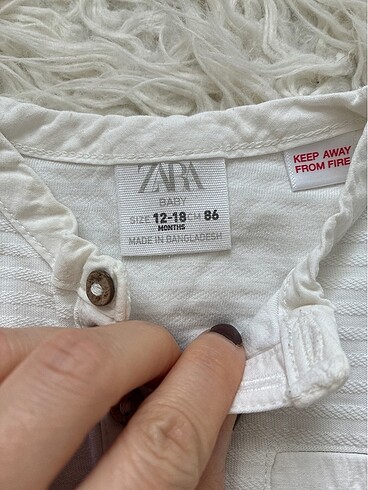 ZARA
BABY
SIZE 12-18 CM 86
MONTHS
MADE IN BANGLADESH
KEEP AWAY
FROM FIRE